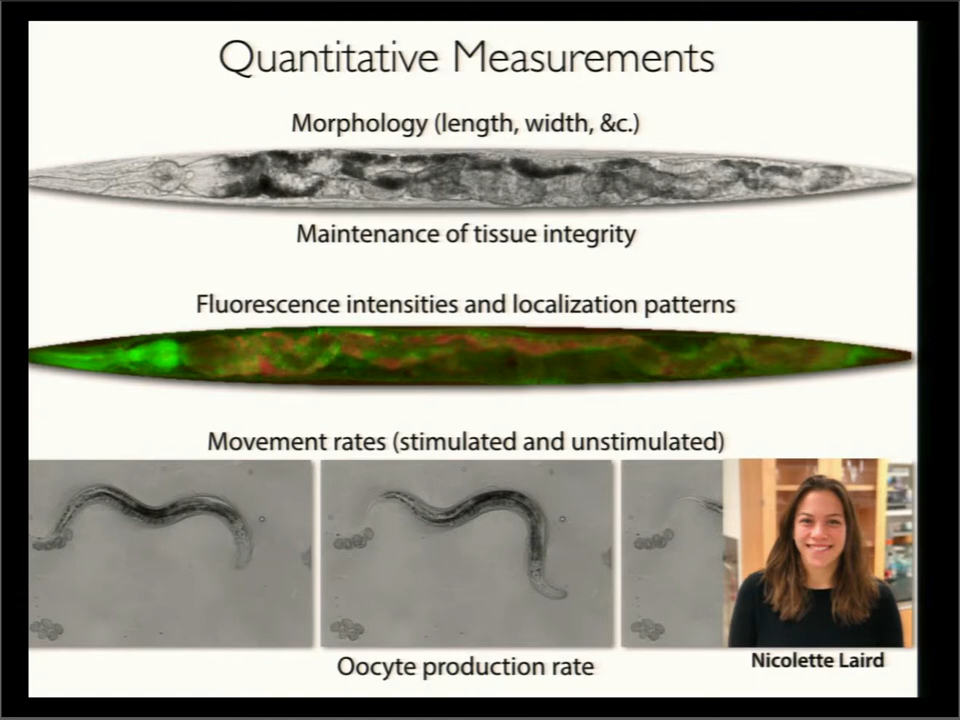 Quantitative Measurements
Morphology (length, width, &c.)
Maintenance of tissue integrity
Fluorescence intensities and localization patterns
Movement rates (stimulated and unstimulated)
Oocyte production rate
Nicolette Laird